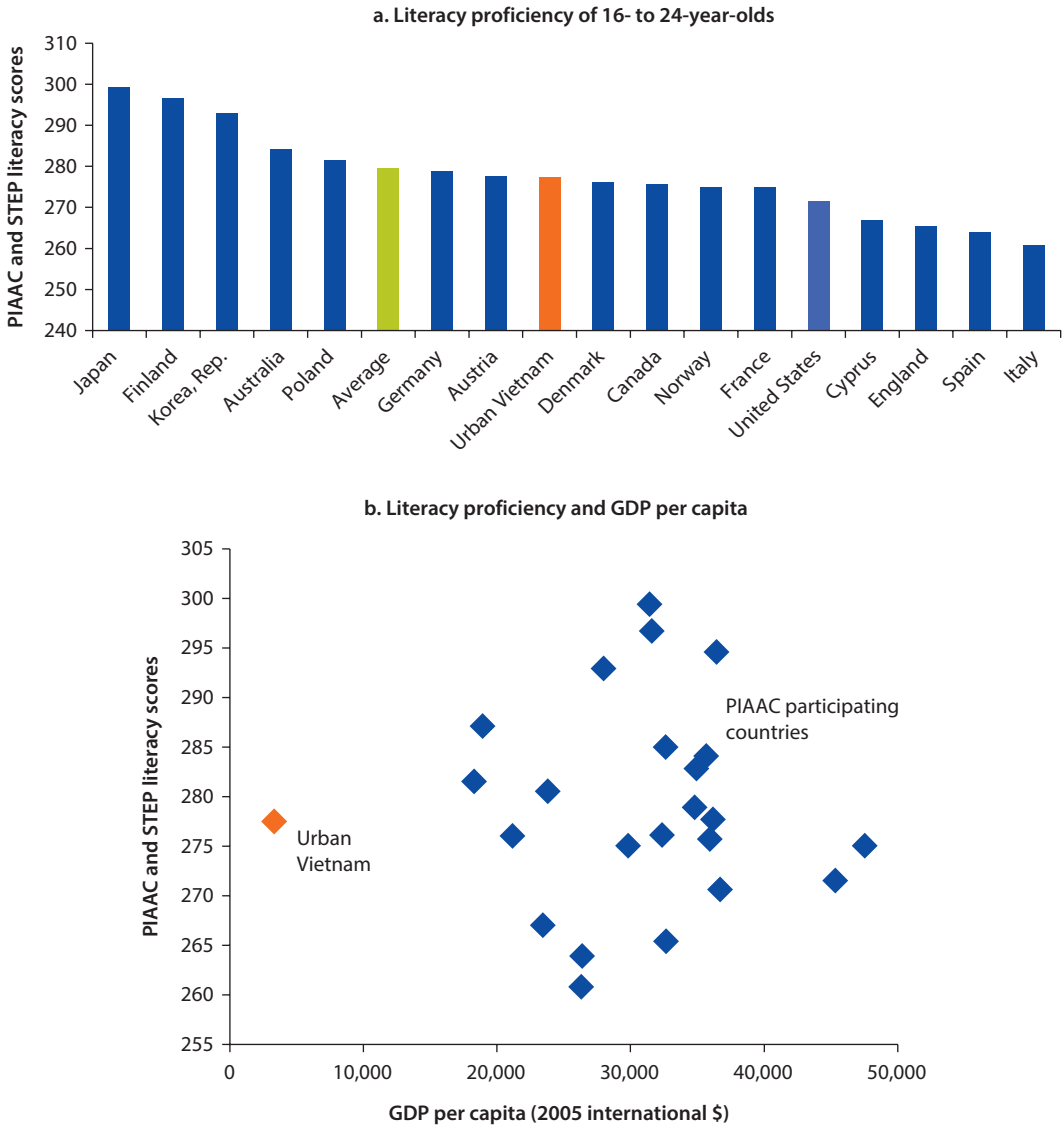 a. Literacy proficiency of 16- to 24-year-olds
PIAAC and STEP literacy scores
310
300
290
280
270
260
250
240
Japan
Finland
Korea, Rep.
Australia
Poland
Average
Germany
Austria
Urban Vietnam
Denmark
Canada
Norway
France
United States
Cyprus
England
Spain
Italy
b. Literacy proficiency and GDP per capita
PIAAC and STEP literacy scores
305
300
295
290
285
280
275
270
265
260
255
PIAAC participating
countries
Urban
Vietnam
0
10,000
20,000
30,000
40,000
50,000
GDP per capita (2005 international $)